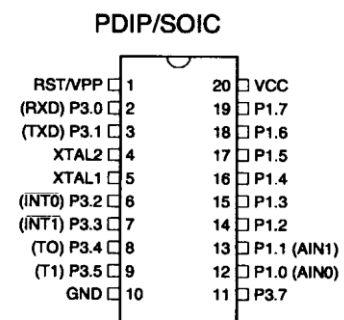 PDIP/SOIC
RST/VPP 1 20 VCC
(RXD) P3.0 2 19 P1.7
(TXD) P3.1 3 18 P1.6
XTAL2 4 17 P1.5
XTAL1 5 16 P1.4
(INT0) P3.2 6 15 P1.3
(INT1) P3.3 7 14 P1.2
(TO) P3.4 8 13 P1.1 (AIN1)
(T1) P3.5 9 12 P1.0 (AIN0)
GND 10 11 P3.7